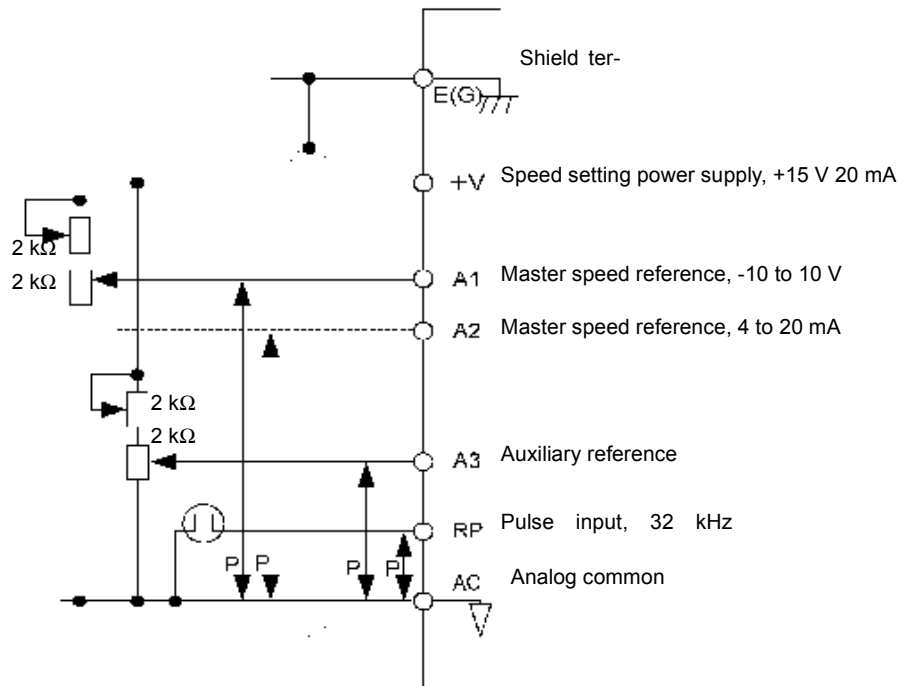 Shield ter-
E(G)
+V Speed setting power supply, +15 V 20 mA
2 kΩ
2 kΩ
A1 Master speed reference, -10 to 10 V
A2 Master speed reference, 4 to 20 mA
2 kΩ
2 kΩ
A3 Auxiliary reference
RP Pulse input, 32 kHz
P P P P
AC Analog common